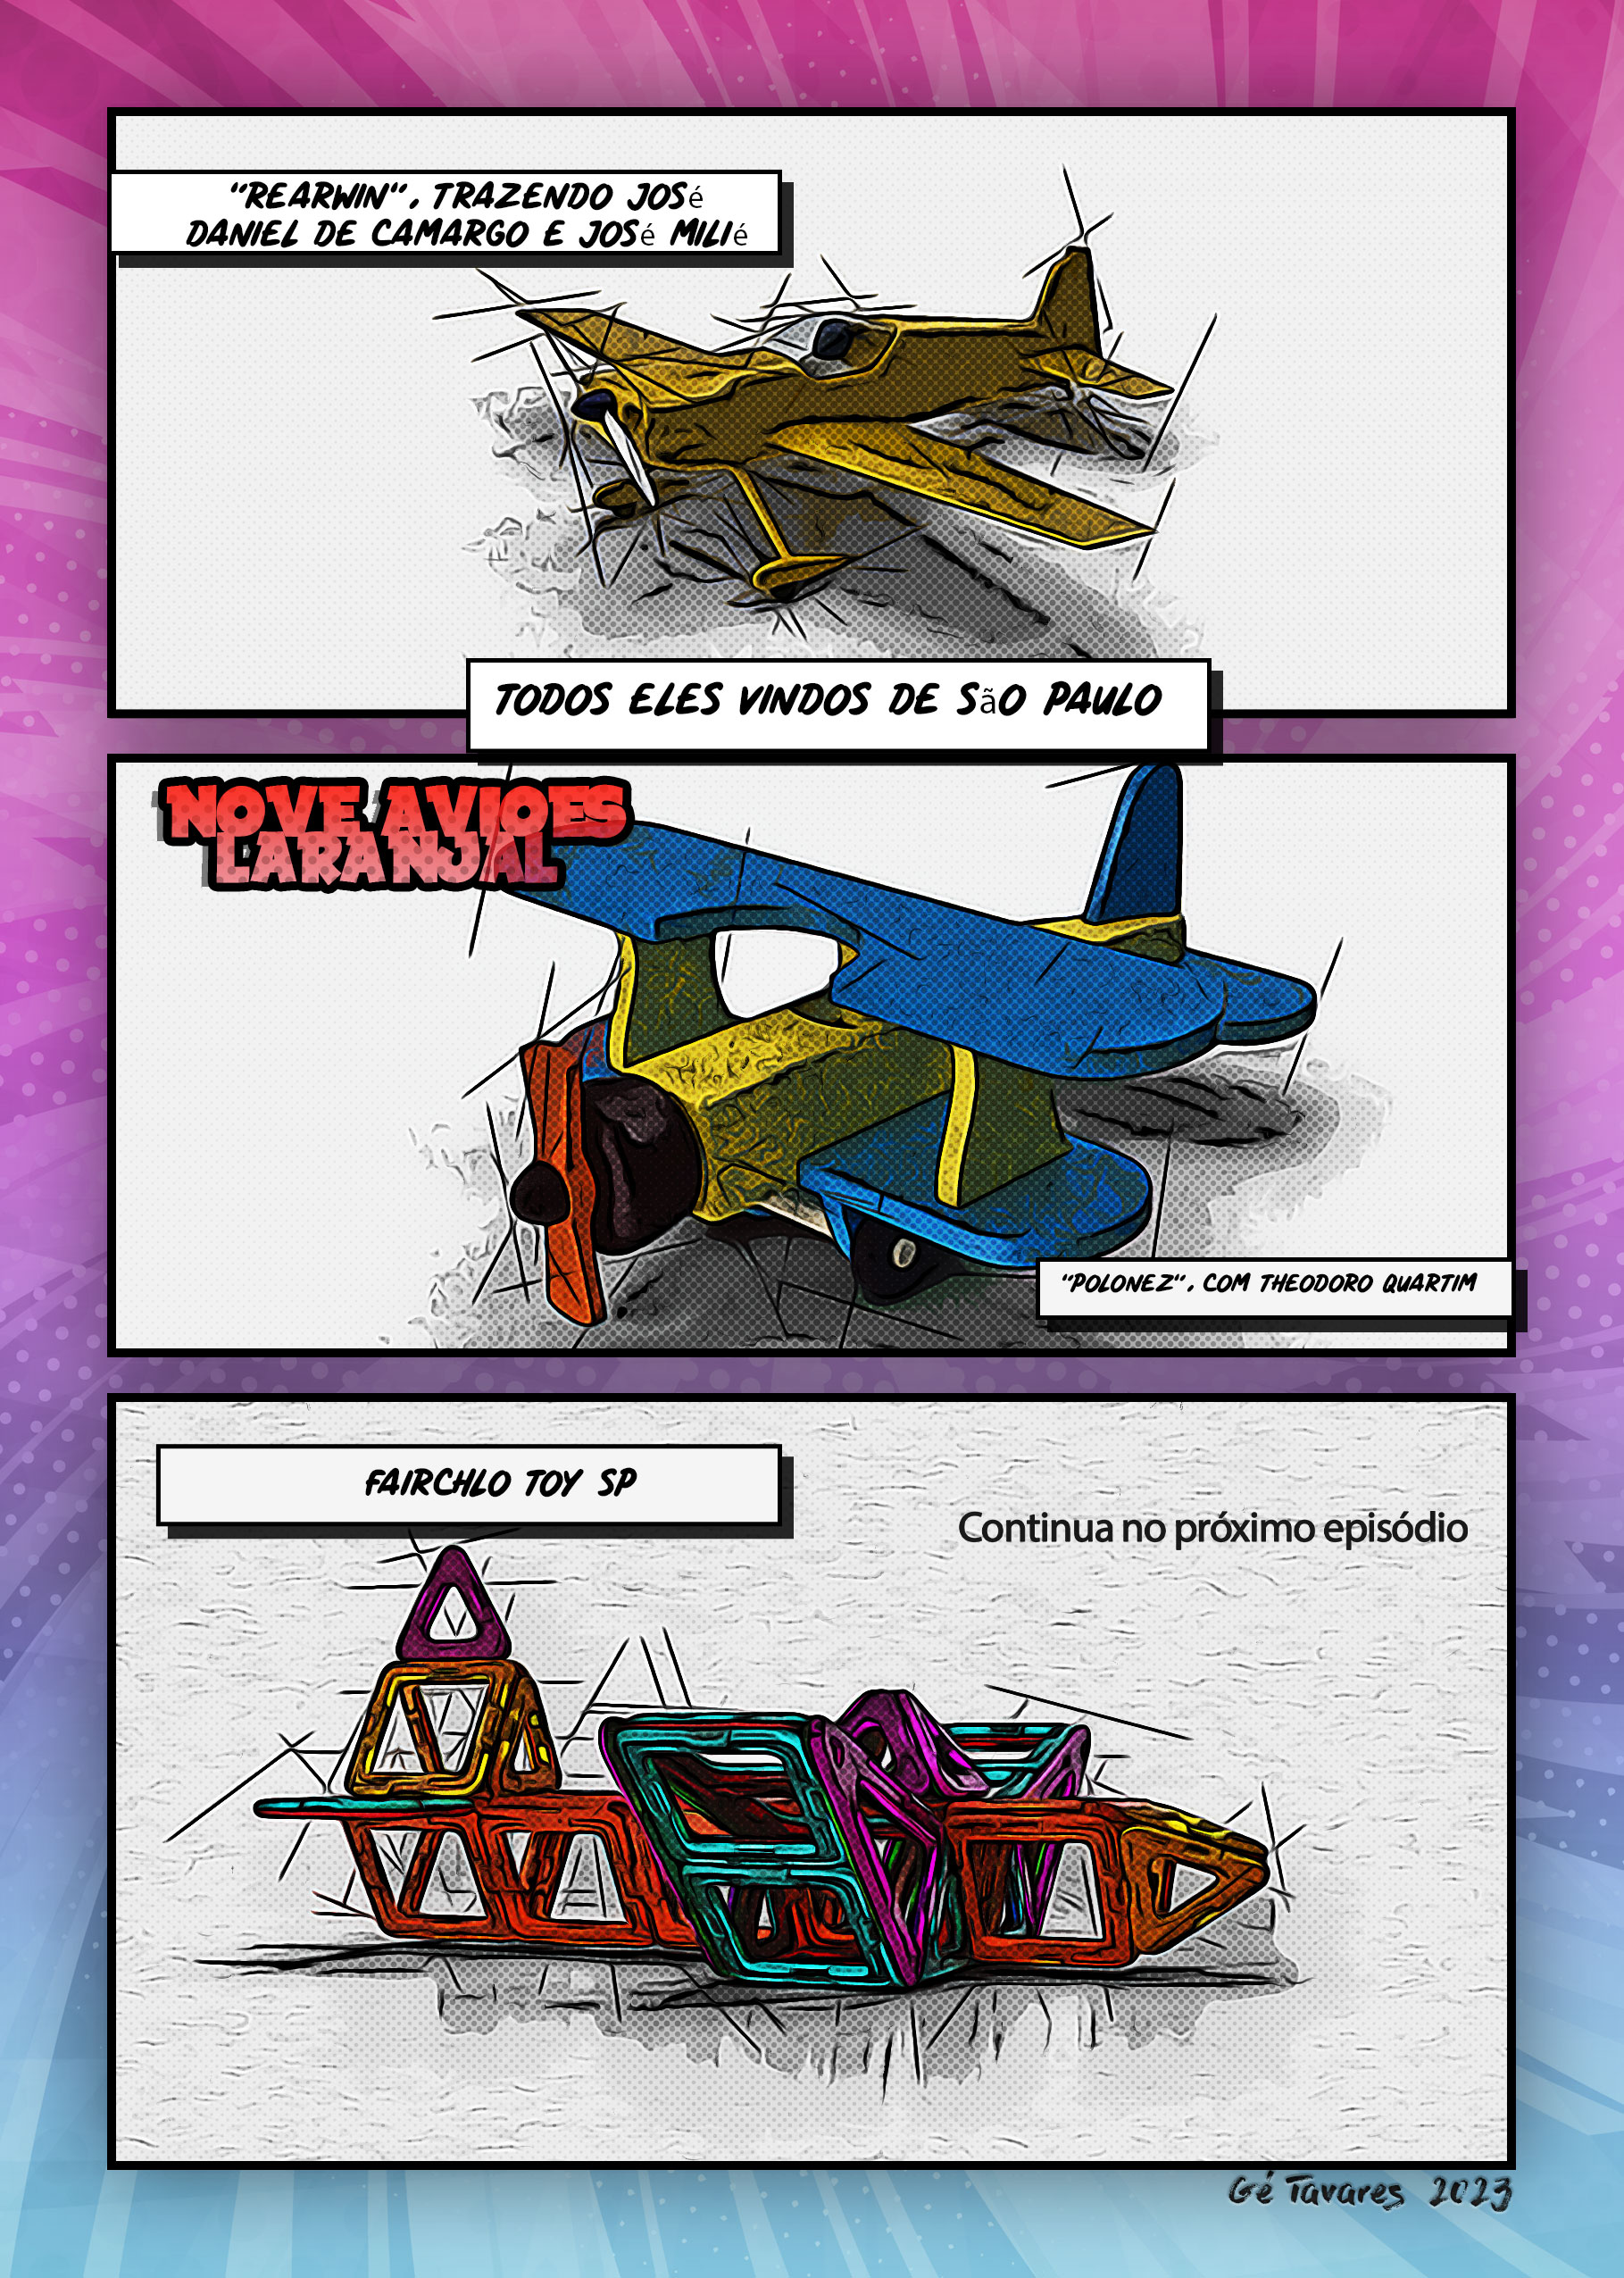 "REARWIN", TRAZENDO JOSé
DANIEL DE CAMARGO E JOSé MILIé
TODOS ELES VINDOS DE SãO PAULO
NOVE AVIOES
LARANJAL
"POLONEZ", COM THEODORO QUARTIM
FAIRCHLO TOY SP
Continua no próximo episódio
Gé Tavares 2023